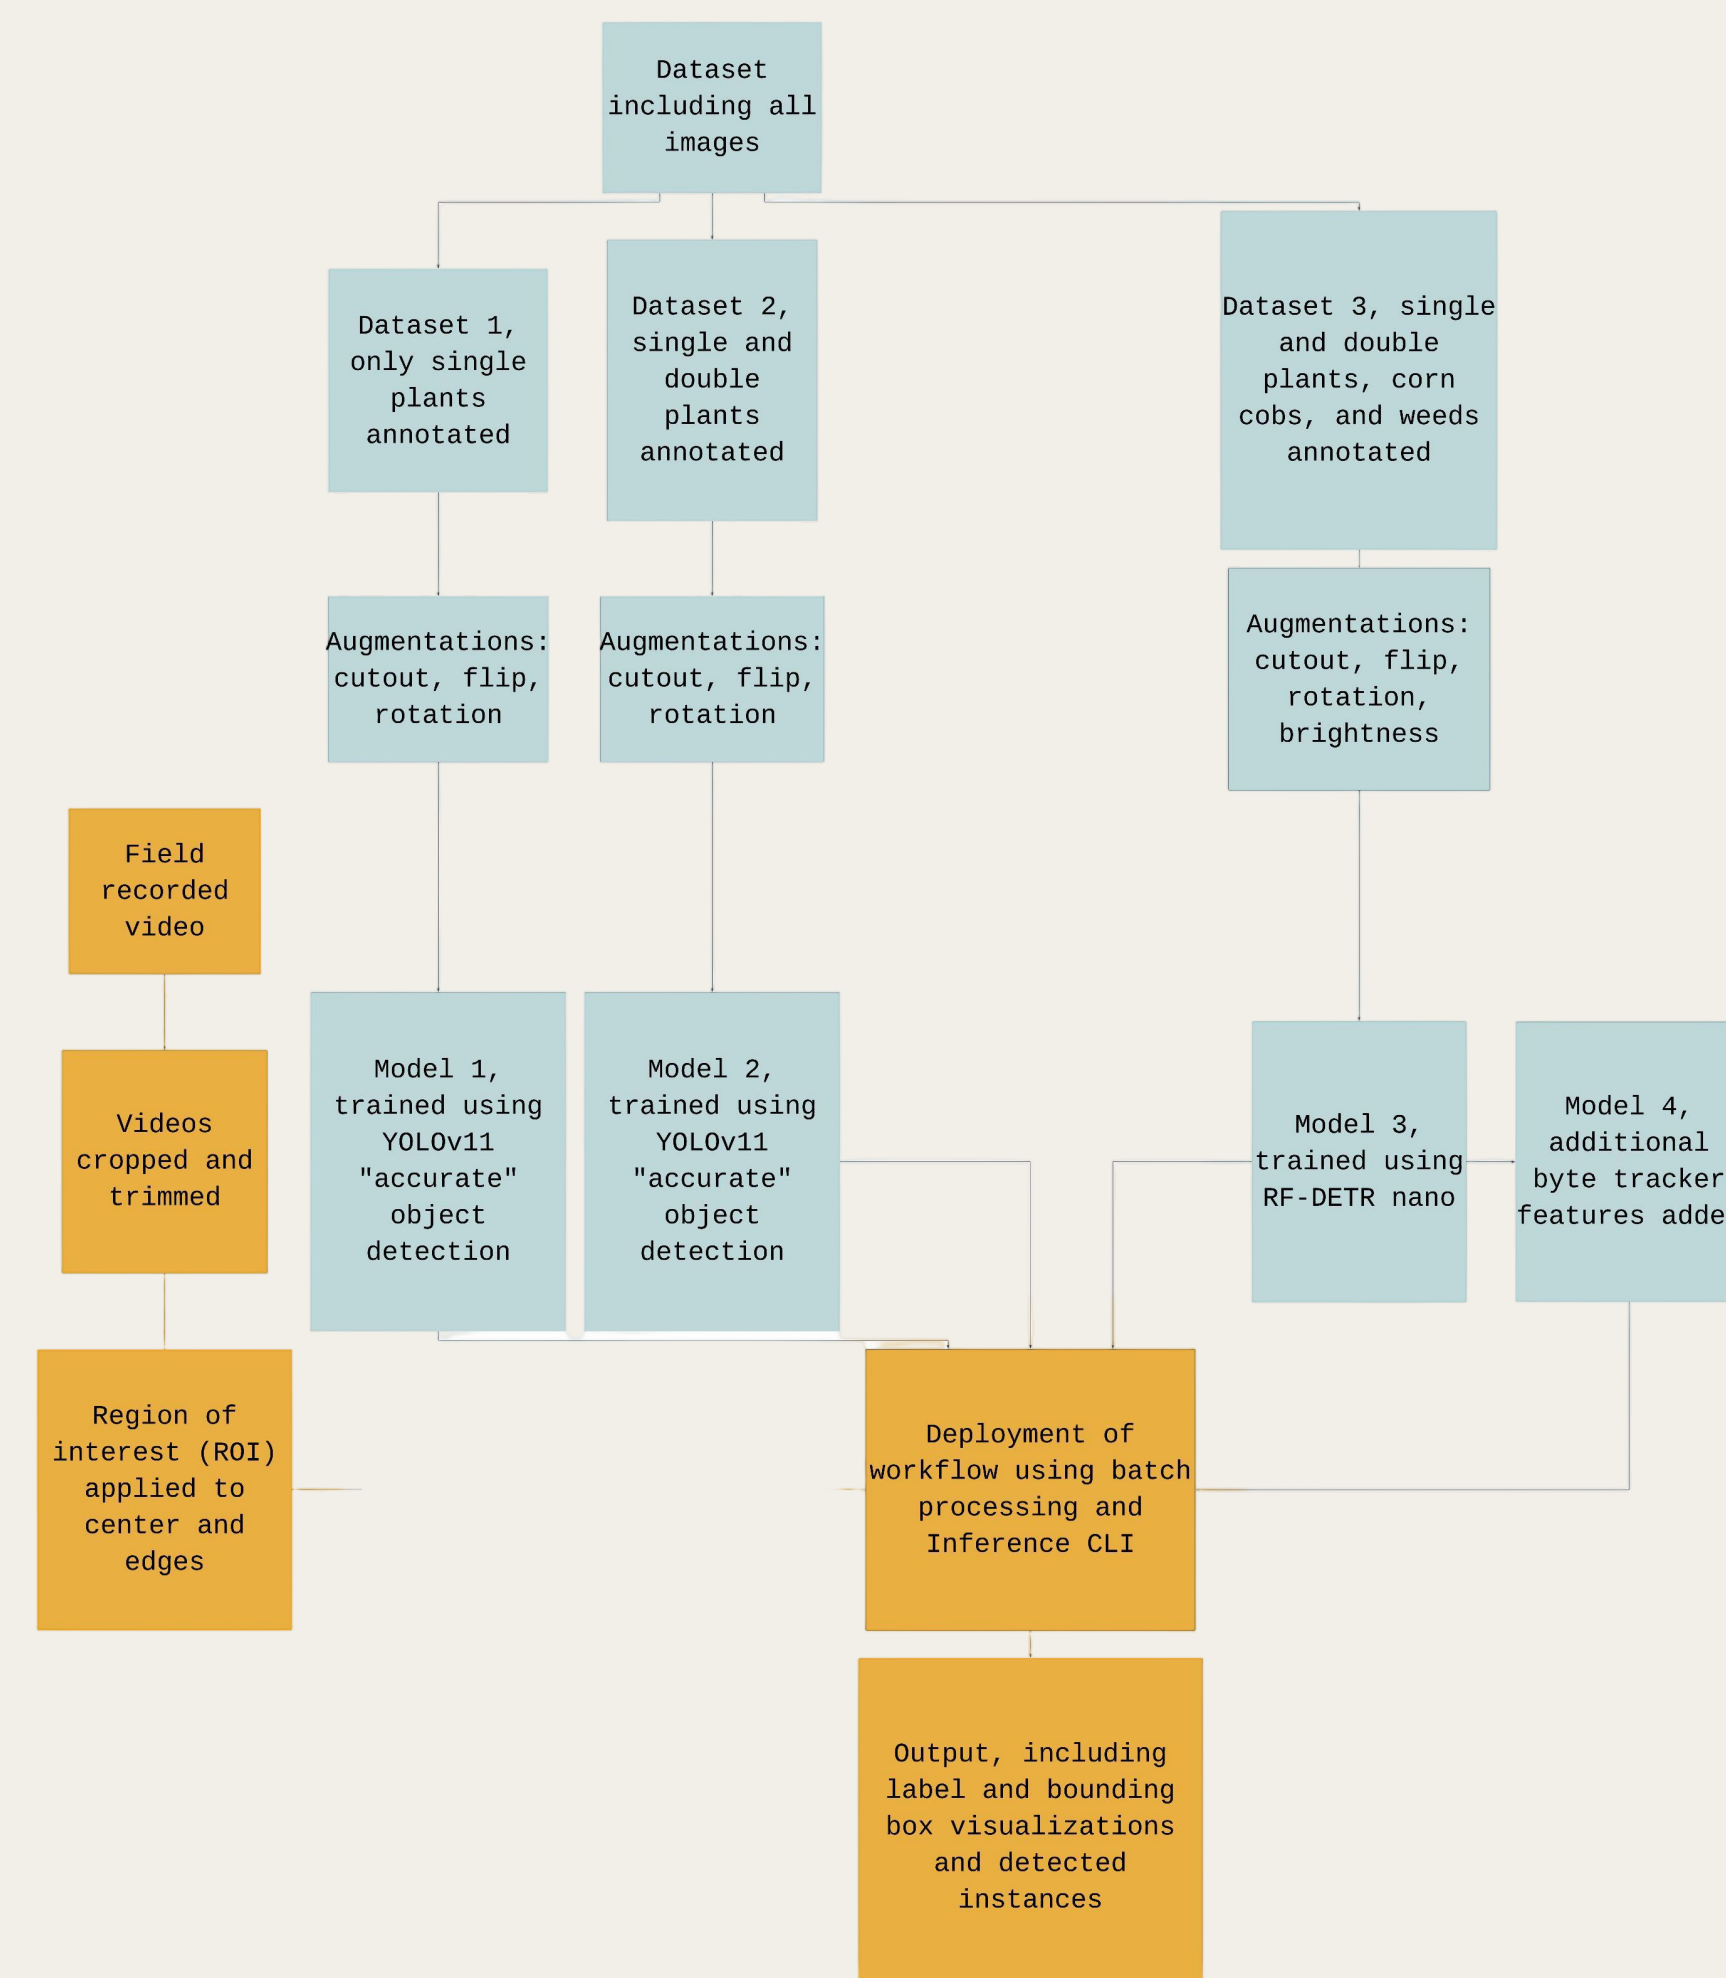 Dataset
including all
images
Dataset 1,
only single
plants
annotated
Dataset 2,
single and
double
plants
annotated
Dataset 3, single
and double
plants, corn
cobs, and weeds
annotated
Augmentations:
cutout, flip,
rotation
Augmentations:
cutout, flip,
rotation
Augmentations:
cutout, flip,
rotation,
brightness
Field
recorded
video
Videos
cropped and
trimmed
Region of
interest (ROI)
applied to
center and
edges
Model 1,
trained using
YOLOv11
"accurate"
object
detection
Model 2,
trained using
YOLOv11
"accurate"
object
detection
Model 3,
trained using
RF-DETR nano
Model 4,
additional
byte tracker
features adde
Deployment of
workflow using batch
processing and
Inference CLI
Output, including
label and bounding
box visualizations
and detected
instances